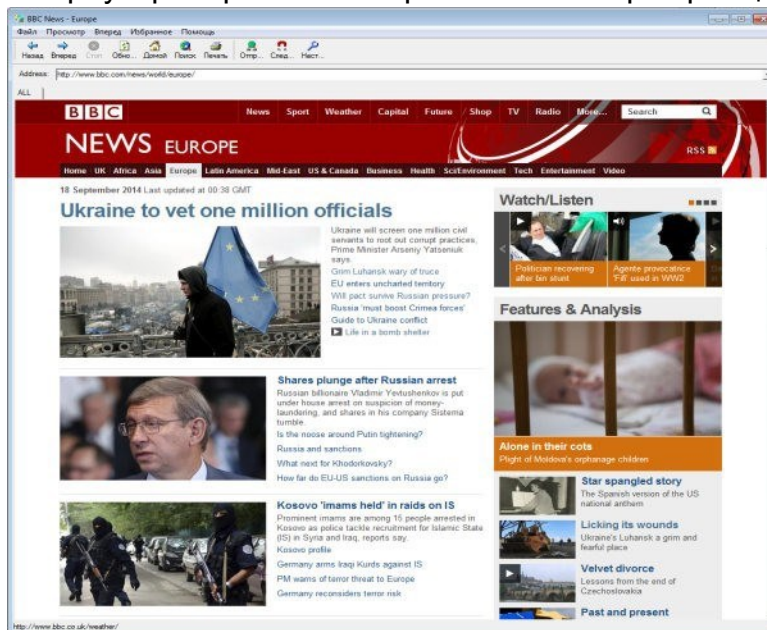 BBC News - Europe
Файл Просмотр Вперед Избранное Помощь
Назад Вперед Стоп Обно... Домой Поиск Печать Отпр... След... Наст...
Address: http://www.bbc.com/news/world/europe/
ALL
BBC News Sport Weather Capital Future Shop TV Radio More... Search
NEWS EUROPE
RSS
Home UK Africa Asia Europe Latin America Mid-East US & Canada Business Health Sci/Environment Tech Entertainment Video
18 September 2014 Last updated at 00:38 GMT
Ukraine to vet one million officials
Ukraine will screen one million civil
servants to root out corrupt practices,
Prime Minister Arseniy Yatseniuk
says.
Grim Luhansk wary of truce
EU enters uncharted territory
Will pact survive Russian pressure?
Russia 'must boost Crimea forces'
Guide to Ukraine conflict
Life in a bomb shelter
Shares plunge after Russian arrest
Russian billionaire Vladimir Yevtushenkov is put
under house arrest on suspicion of money-
laundering, and shares in his company Sistema
tumble.
Is the noose around Putin tightening?
Russia and sanctions
What next for Khodorkovsky?
How far do EU-US sanctions on Russia go?
Kosovo 'imams held' in raids on IS
Prominent imams are among 15 people arrested in
Kosovo as police tackle recruitment for Islamic State
(IS) in Syria and Iraq, reports say.
Kosovo profile
Germany arms Iraqi Kurds against IS
PM warns of terror threat to Europe
Germany reconsiders terror risk
Watch/Listen
Politician recovering
after bin stunt
Agente provocatrice
'Fifi' used in WW2
Features & Analysis
Alone in their cots
Plight of Moldova's orphanage children
Star spangled story
The Spanish version of the US
national anthem
Licking its wounds
Ukraine's Luhansk a grim and
fearful place
Velvet divorce
Lessons from the end of
Czechoslovakia
Past and present
http://www.bbc.co.uk/weather/